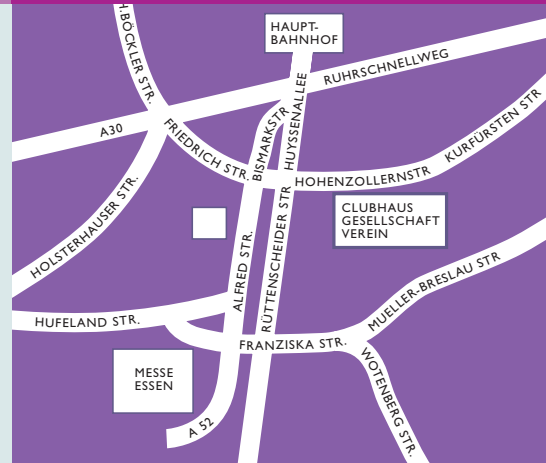 H.BÖCKLER STR.
HAUPT-
BAHNHOF
RUHRSCHNELLWEG
A30
FRIEDRICH STR.
BISMARKSTR
HUYSSENALLEE
HOHENZOLLERNSTR
KURFÜRSTEN STR
HOLSTERHAUSER STR.
CLUBHAUS
GESELLSCHAFT
VEREIN
ALFRED STR.
RÜTTENSCHEIDER STR
MUELLER-BRESLAU STR
HUFELAND STR.
FRANZISKA STR.
MESSE
ESSEN
WOTENBERG STR.
A 52